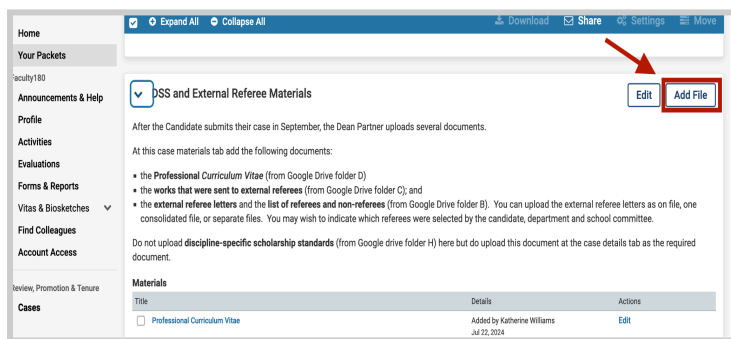 Home
Your Packets
Faculty180
Announcements & Help
Profile
Activities
Evaluations
Forms & Reports
Vitas & Biosketches
Find Colleagues
Account Access
Review, Promotion & Tenure
Cases
Expand All Collapse All Download Share Settings Move
OSS and External Referee Materials Edit Add File
After the Candidate submits their case in September, the Dean Partner uploads several documents.
At this case materials tab add the following documents:
▪ the Professional Curriculum Vitae (from Google Drive folder D)
▪ the works that were sent to external referees (from Google Drive folder C); and
▪ the external referee letters and the list of referees and non-referees (from Google Drive folder B). You can upload the external referee letters as on file, one
consolidated file, or separate files. You may wish to indicate which referees were selected by the candidate, department and school committee.
Do not upload discipline-specific scholarship standards (from Google drive folder H) here but do upload this document at the case details tab as the required
document.
Materials
Title Details Actions
Professional Curriculum Vitae Added by Katherine Williams Edit
Jul 22, 2024